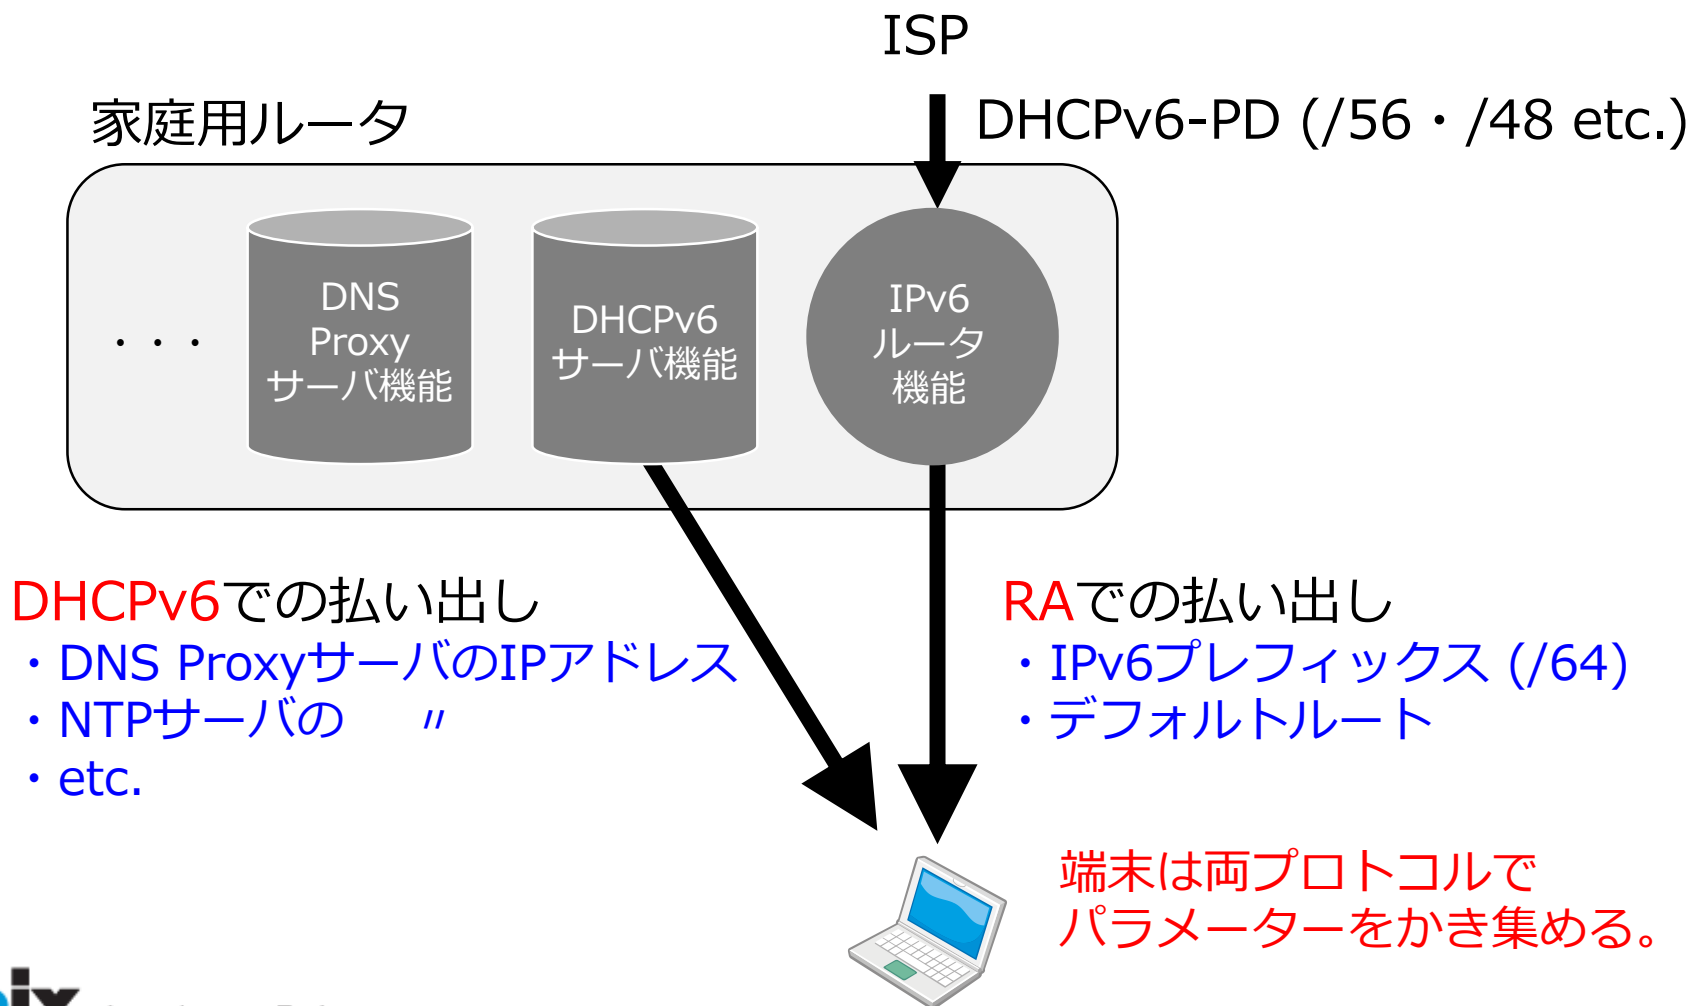 ISP
家庭用ルータ
DHCPv6-PD (/56・/48 etc.)
・・・
DNS
Proxy
サーバ機能
DHCPv6
サーバ機能
IPv6
ルータ
機能
DHCPv6での払い出し
・DNS ProxyサーバのIPアドレス
・NTPサーバの 〃
・etc.
RAでの払い出し
・IPv6プレフィックス (/64)
・デフォルトルート
端末は両プロトコルで
パラメーターをかき集める。